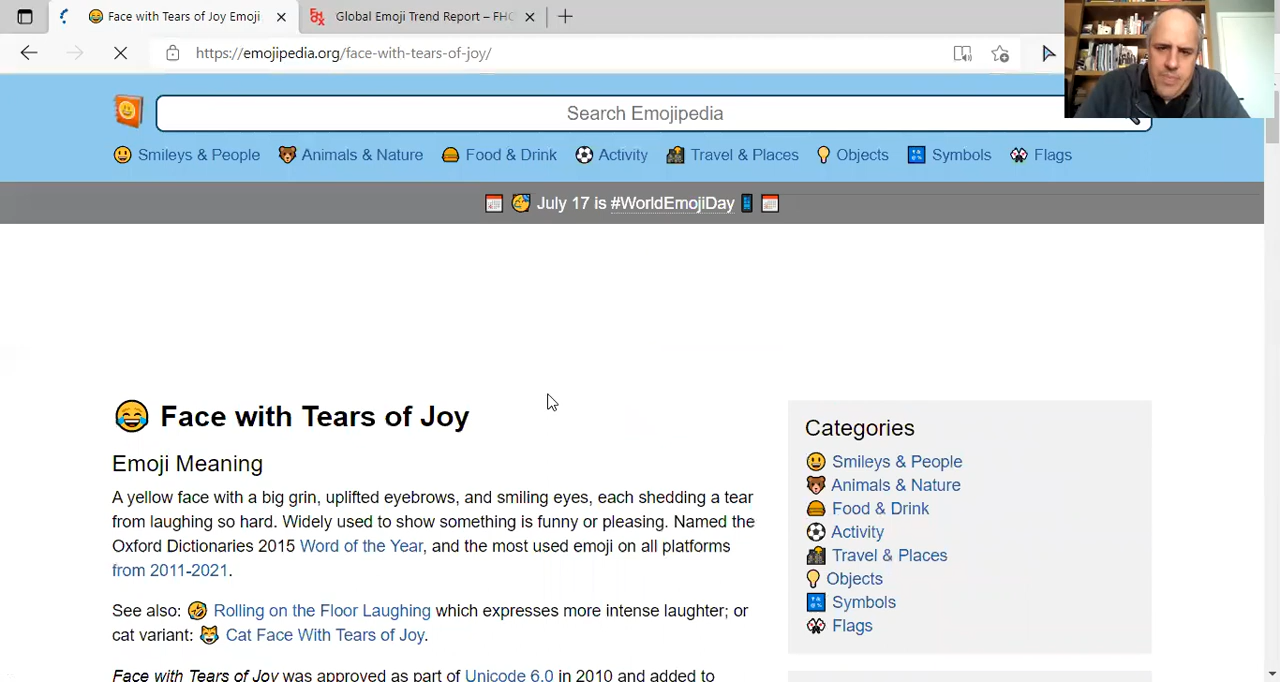 Face with Tears of Joy Emoji
Global Emoji Trend Report – FHC
https://emojipedia.org/face-with-tears-of-joy/
Search Emojipedia
Smileys & People Animals & Nature Food & Drink Activity Travel & Places Objects Symbols Flags
July 17 is #WorldEmojiDay
Face with Tears of Joy
Emoji Meaning
A yellow face with a big grin, uplifted eyebrows, and smiling eyes, each shedding a tear
from laughing so hard. Widely used to show something is funny or pleasing. Named the
Oxford Dictionaries 2015 Word of the Year, and the most used emoji on all platforms
from 2011-2021.
See also: Rolling on the Floor Laughing which expresses more intense laughter; or
cat variant: Cat Face With Tears of Joy.
Face with Tears of Joy was approved as part of Unicode 6.0 in 2010 and added to
Categories
Smileys & People
Animals & Nature
Food & Drink
Activity
Travel & Places
Objects
Symbols
Flags